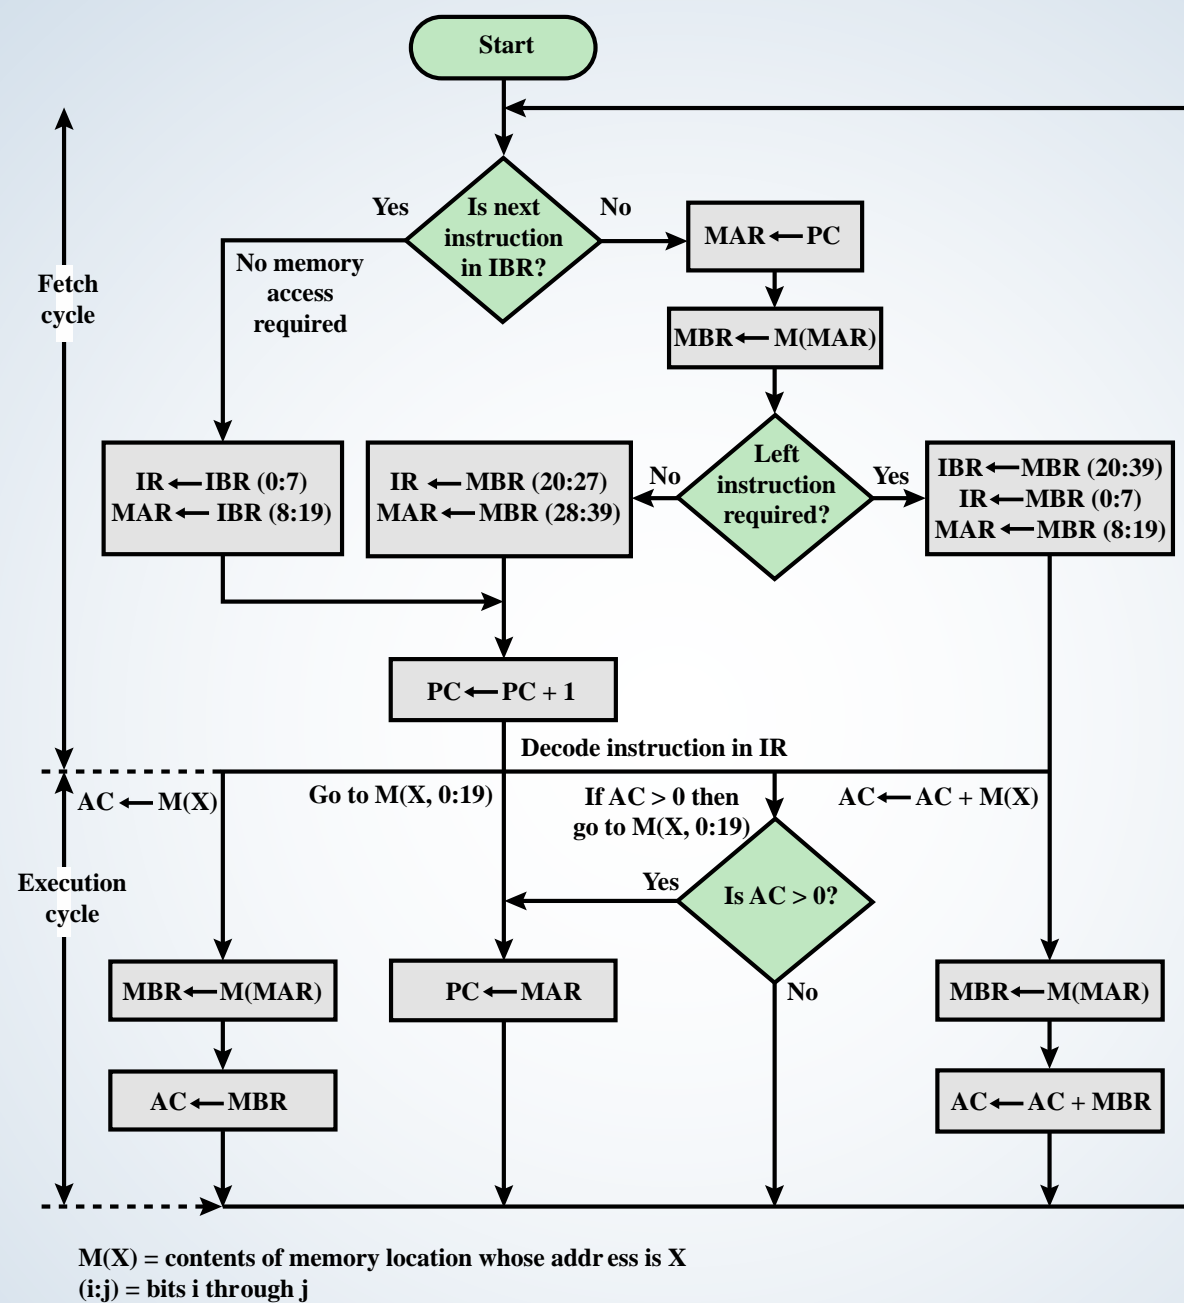 Start
Yes
Is next
instruction
in IBR?
No
MAR ← PC
No memory
access
required
Fetch
cycle
MBR ← M(MAR)
IR ← IBR (0:7)
MAR ← IBR (8:19)
IR ← MBR (20:27)
MAR ← MBR (28:39)
No
Left
instruction
required?
Yes
IBR ← MBR (20:39)
IR ← MBR (0:7)
MAR ← MBR (8:19)
PC ← PC + 1
Decode instruction in IR
AC ← M(X)
Go to M(X, 0:19)
If AC > 0 then
go to M(X, 0:19)
AC ← AC + M(X)
Execution
cycle
Yes
Is AC > 0?
No
MBR ← M(MAR)
PC ← MAR
MBR ← M(MAR)
AC ← MBR
AC ← AC + MBR
M(X) = contents of memory location whose addr ess is X
(i:j) = bits i through j